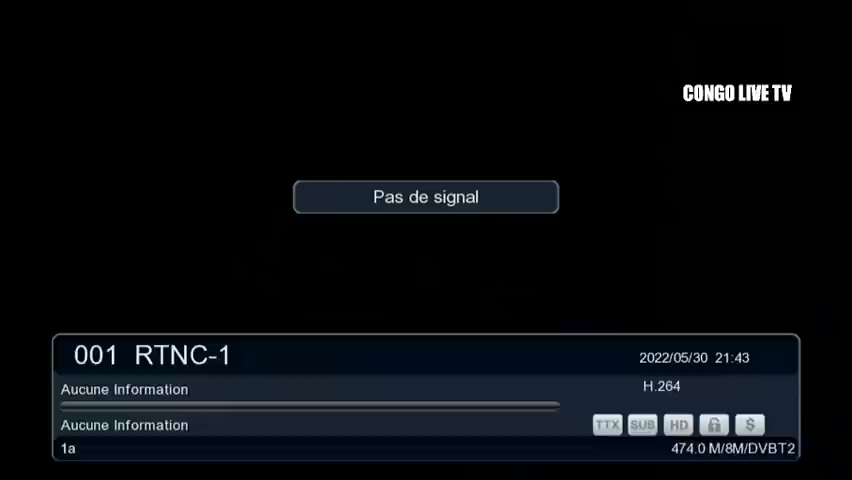 CONGO LIVE TV
Pas de signal
001 RTNC-1
2022/05/30 21:43
Aucune Information
H.264
Aucune Information
TTX SUB HD $
1a
474.0 M/8M/DVBT2